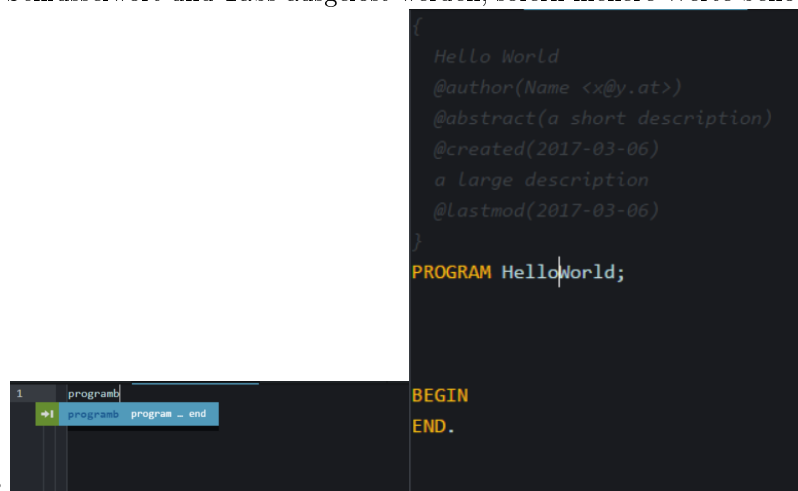 {
Hello World
@author(Name <x@y.at>)
@abstract(a short description)
@created(2017-03-06)
a large description
@lastmod(2017-03-06)
}
PROGRAM HelloWorld;
1 programb
programb program … end
BEGIN
END.